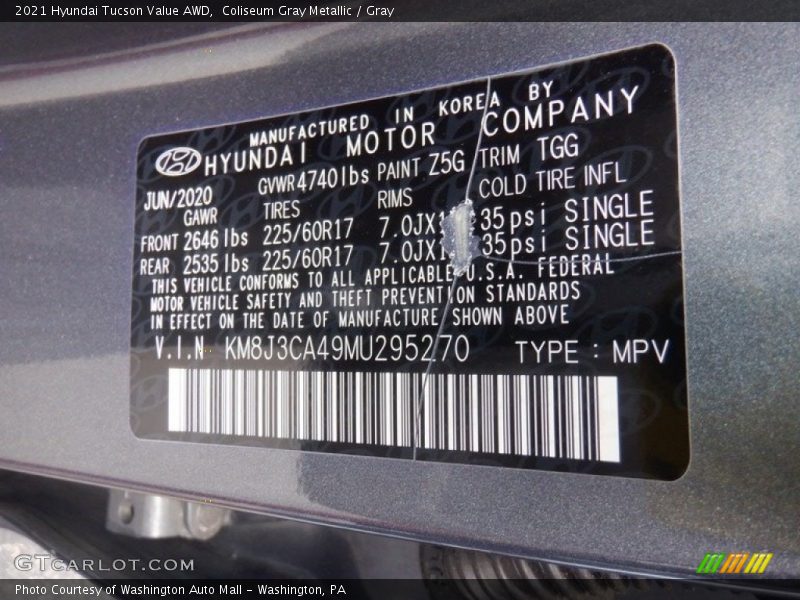 2021 Hyundai Tucson Value AWD,  Coliseum Gray Metallic / Gray
MANUFACTURED IN KOREA BY
HYUNDAI MOTOR COMPANY
JUN/2020 GVWR 4740 lbs PAINT Z5G TRIM TGG
GAWR TIRES RIMS COLD TIRE INFL
FRONT 2646 lbs 225/60R17 7.0JX1 35 psi SINGLE
REAR 2535 lbs 225/60R17 7.0JX1 35 psi SINGLE
THIS VEHICLE CONFORMS TO ALL APPLICABLE U.S.A. FEDERAL
MOTOR VEHICLE SAFETY AND THEFT PREVENTION STANDARDS
IN EFFECT ON THE DATE OF MANUFACTURE SHOWN ABOVE
V.I.N KM8J3CA49MU295270 TYPE : MPV
GTCARLOT.COM
Photo Courtesy of Washington Auto Mall - Washington, PA